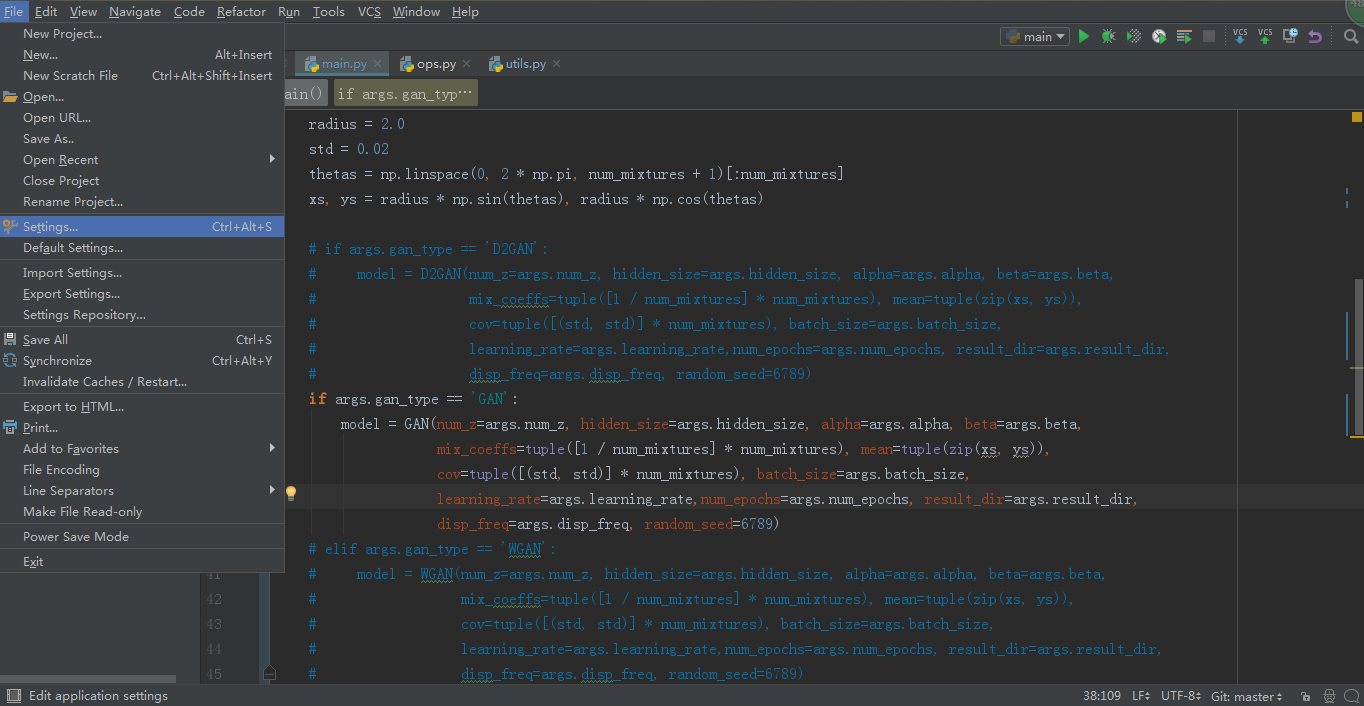 File Edit View Navigate Code Refactor Run Tools VCS Window Help
New Project...
New... Alt+Insert
New Scratch File Ctrl+Alt+Shift+Insert
Open...
Open URL...
Save As..
Open Recent
Close Project
Rename Project...
Settings... Ctrl+Alt+S
Default Settings...
Import Settings...
Export Settings...
Settings Repository...
Save All Ctrl+S
Synchronize Ctrl+Alt+Y
Invalidate Caches / Restart...
Export to HTML...
Print...
Add to Favorites
File Encoding
Line Separators
Make File Read-only
Power Save Mode
Exit
main
VCS VCS
main.py ops.py utils.py
ain() if args.gan_typ…
radius = 2.0
std = 0.02
thetas = np.linspace(0, 2 * np.pi, num_mixtures + 1)[:num_mixtures]
xs, ys = radius * np.sin(thetas), radius * np.cos(thetas)
# if args.gan_type == 'D2GAN':
#     model = D2GAN(num_z=args.num_z, hidden_size=args.hidden_size, alpha=args.alpha, beta=args.beta,
#                   mix_coeffs=tuple([1 / num_mixtures] * num_mixtures), mean=tuple(zip(xs, ys)),
#                   cov=tuple([(std, std)] * num_mixtures), batch_size=args.batch_size,
#                   learning_rate=args.learning_rate,num_epochs=args.num_epochs, result_dir=args.result_dir,
#                   disp_freq=args.disp_freq, random_seed=6789)
if args.gan_type == 'GAN':
    model = GAN(num_z=args.num_z, hidden_size=args.hidden_size, alpha=args.alpha, beta=args.beta,
                mix_coeffs=tuple([1 / num_mixtures] * num_mixtures), mean=tuple(zip(xs, ys)),
                cov=tuple([(std, std)] * num_mixtures), batch_size=args.batch_size,
                learning_rate=args.learning_rate,num_epochs=args.num_epochs, result_dir=args.result_dir,
                disp_freq=args.disp_freq, random_seed=6789)
# elif args.gan_type == 'WGAN':
41 #     model = WGAN(num_z=args.num_z, hidden_size=args.hidden_size, alpha=args.alpha, beta=args.beta,
42 #                  mix_coeffs=tuple([1 / num_mixtures] * num_mixtures), mean=tuple(zip(xs, ys)),
43 #                  cov=tuple([(std, std)] * num_mixtures), batch_size=args.batch_size,
44 #                  learning_rate=args.learning_rate,num_epochs=args.num_epochs, result_dir=args.result_dir,
45 #                  disp_freq=args.disp_freq, random_seed=6789)
Edit application settings 38:109 LF UTF-8 Git: master